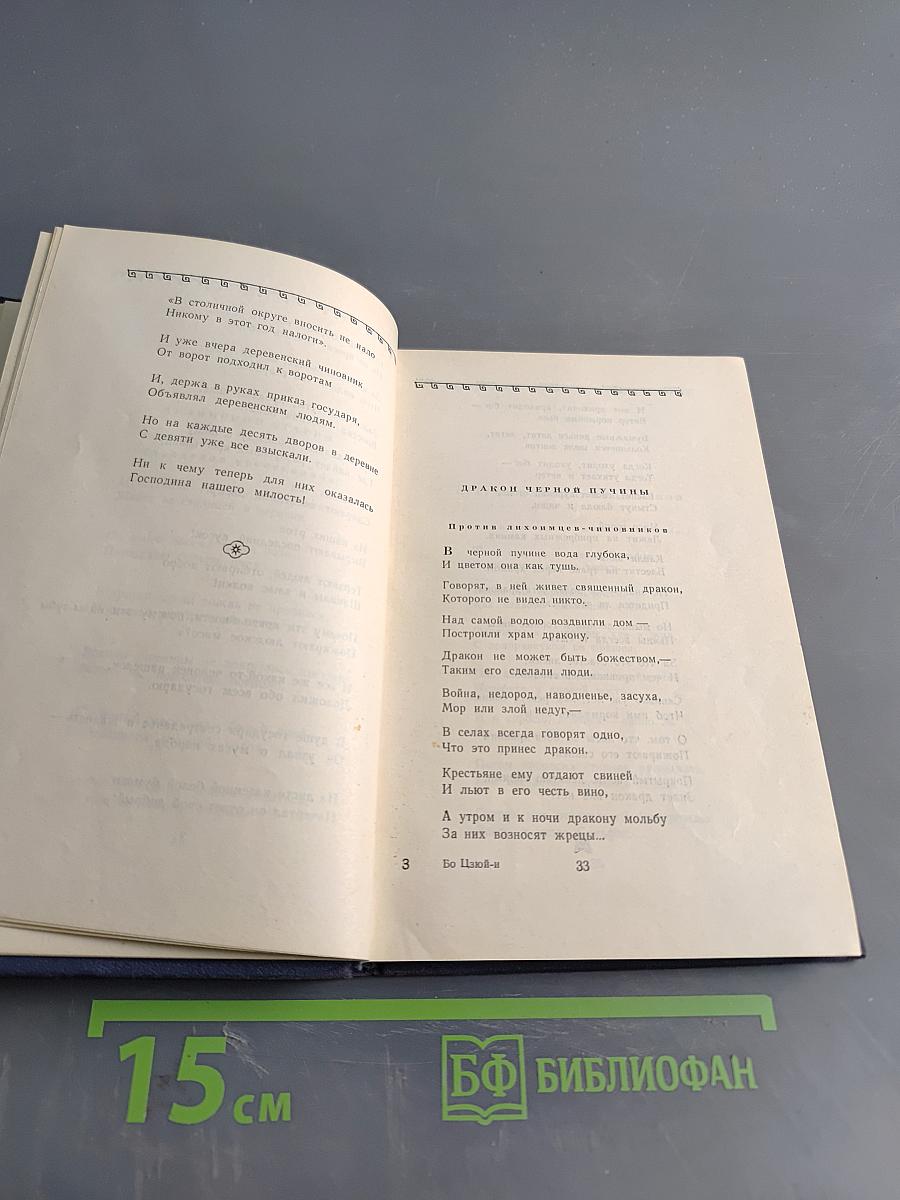 «В столичной округе вносить не надо
Никому в этот год налоги».
И уже вчера деревенский чиновник
От ворот подходил к воротам
И, держа в руках приказ государя,
Объявлял деревенским людям.
Но на каждые десять дворов в деревне
С девяти уже все взыскали.
Ни к чему теперь для них оказалась
Господина нашего милость!
ДРАКОН ЧЕРНОЙ ПУЧИНЫ
Против лихоимцев-чиновников
В черной пучине вода глубока,
И цветом она как тушь.
Говорят, в ней живет священный дракон,
Которого не видел никто.
Над самой водою воздвигли дом —
Построили храм дракону.
Дракон не может быть божеством,—
Таким его сделали люди.
Война, недород, наводненье, засуха,
Мор или злой недуг,—
В селах всегда говорят одно,
Что это принес дракон.
Крестьяне ему отдают свиней
И льют в его честь вино,
А утром и к ночи дракону мольбу
За них возносят жрецы...
3 Бо Цзюй-и 33
15 см
БФ БИБЛИОФАН